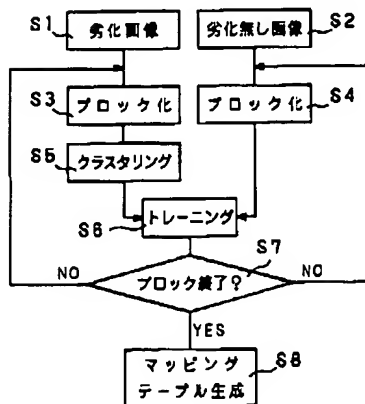 S1
劣化画像
劣化無し画像
S2
S3
ブロック化
ブロック化
S4
S5
クラスタリング
トレーニング
S6
S7
NO
ブロック終了?
NO
YES
マッピング
テーブル生成
S8